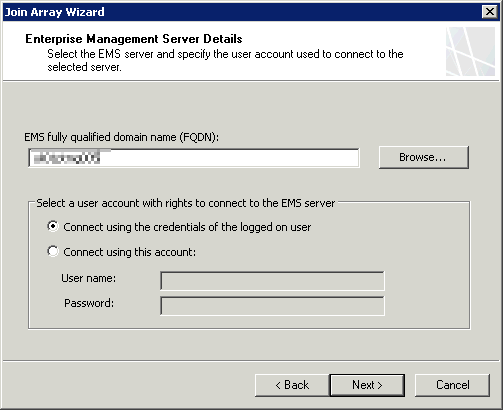 Join Array Wizard
Enterprise Management Server Details
Select the EMS server and specify the user account used to connect to the
selected server.
EMS fully qualified domain name (FQDN):
Browse...
Select a user account with rights to connect to the EMS server
Connect using the credentials of the logged on user
Connect using this account:
User name:
Password:
< Back
Next >
Cancel